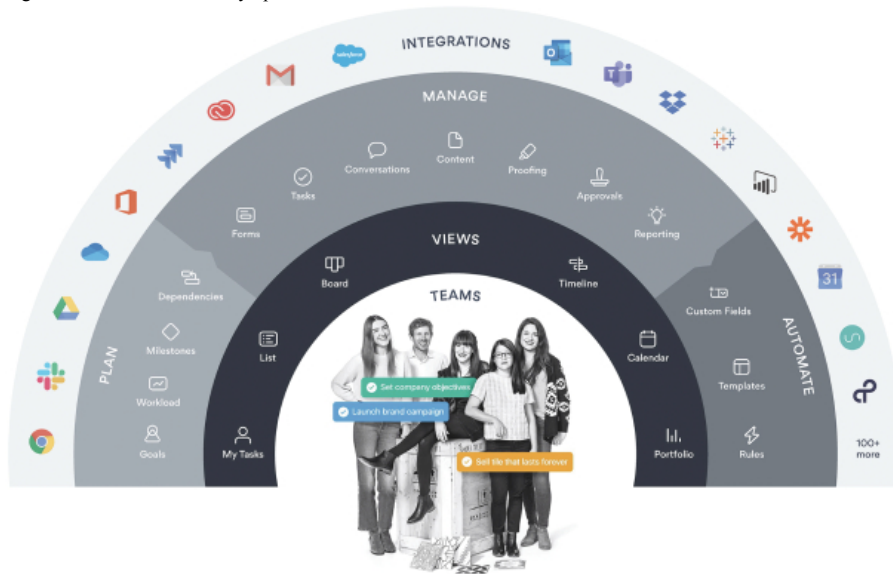 INTEGRATIONS
salesforce
31
100+
more
MANAGE
Forms
Tasks
Conversations
Content
Proofing
Approvals
Reporting
PLAN
Dependencies
Milestones
Workload
Goals
AUTOMATE
Custom Fields
Templates
Rules
VIEWS
My Tasks
List
Board
Timeline
Calendar
Portfolio
TEAMS
Set company objectives
Launch brand campaign
Sell tile that lasts forever